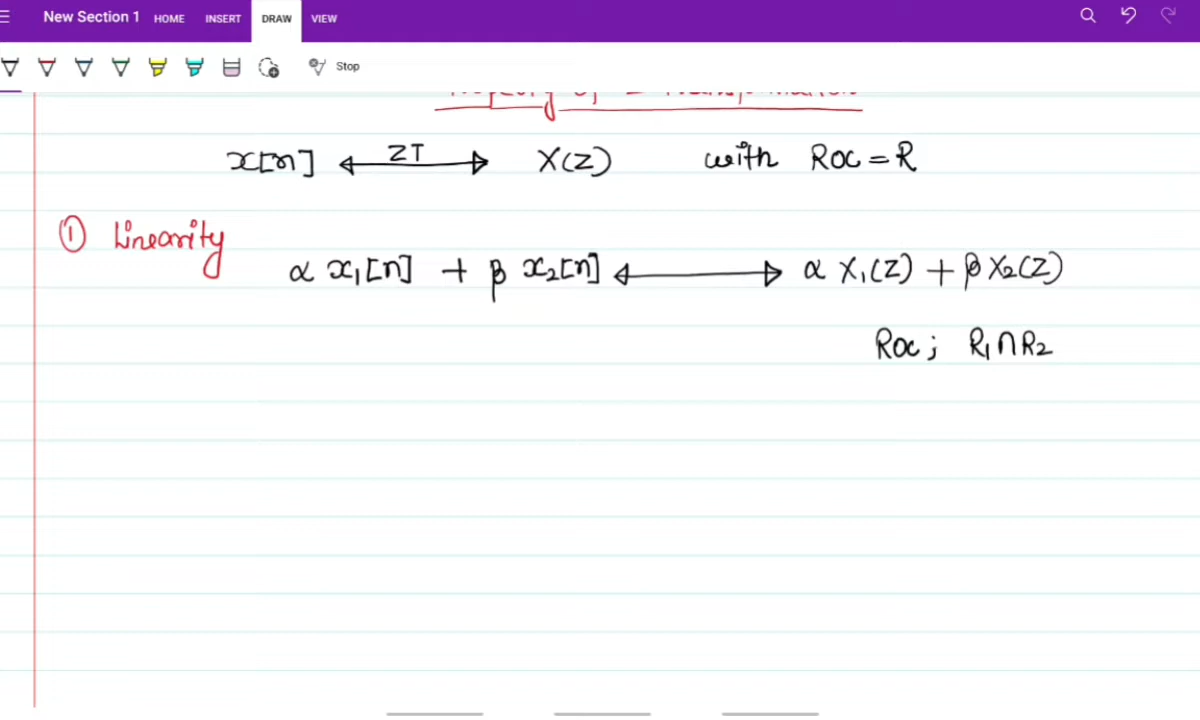 New Section 1 HOME INSERT DRAW VIEW
Stop
x[n] ⟷ ZT X(Z) with Roc = R
① Linearity
α x₁[n] + β x₂[n] ⟷ α X₁(Z) + β X₂(Z)
Roc ; R₁∩R₂